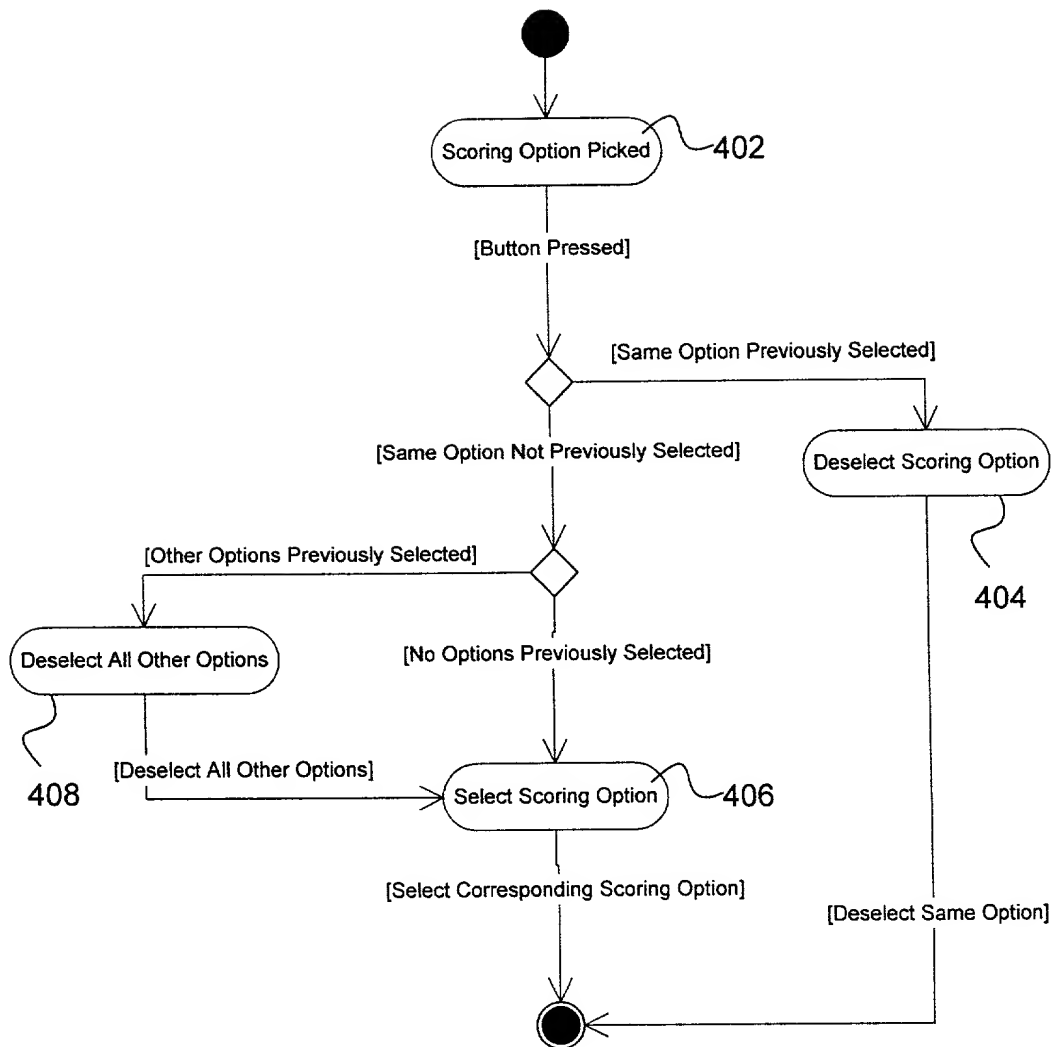 Scoring Option Picked
402
[Button Pressed]
[Same Option Previously Selected]
[Same Option Not Previously Selected]
Deselect Scoring Option
404
[Other Options Previously Selected]
Deselect All Other Options
408
[No Options Previously Selected]
[Deselect All Other Options]
Select Scoring Option
406
[Select Corresponding Scoring Option]
[Deselect Same Option]